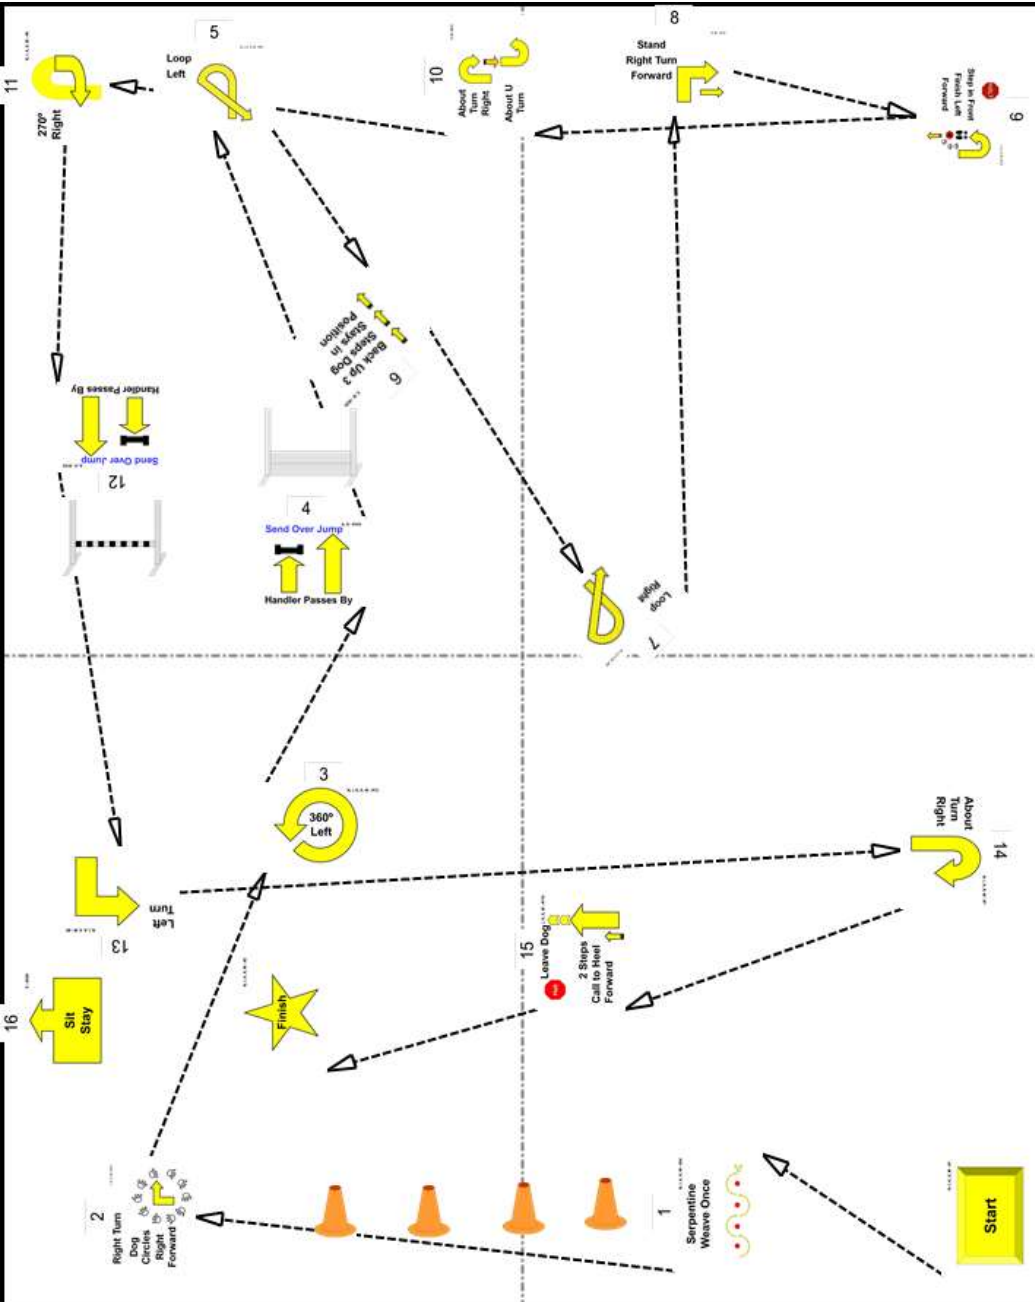 Start
1
Serpentine
Weave Once
2
Right Turn
Dog
Circles
Right
Forward
3
360º
Left
4
Send Over Jump
Handler Passes By
5
Loop
Left
6
Back Up 3
Steps Dog
Stays in
Position
7
Loop
Right
8
Stand
Right Turn
Forward
9
Step in Front
Finish Left
Forward
10
About
Turn
Right
About U
Turn
11
270º
Right
12
Send Over Jump
Handler Passes
By
13
Left
Turn
14
About
Turn
Right
15
Leave Dog
2 Steps
Call to Heel
Forward
16
Sit
Stay
Finish